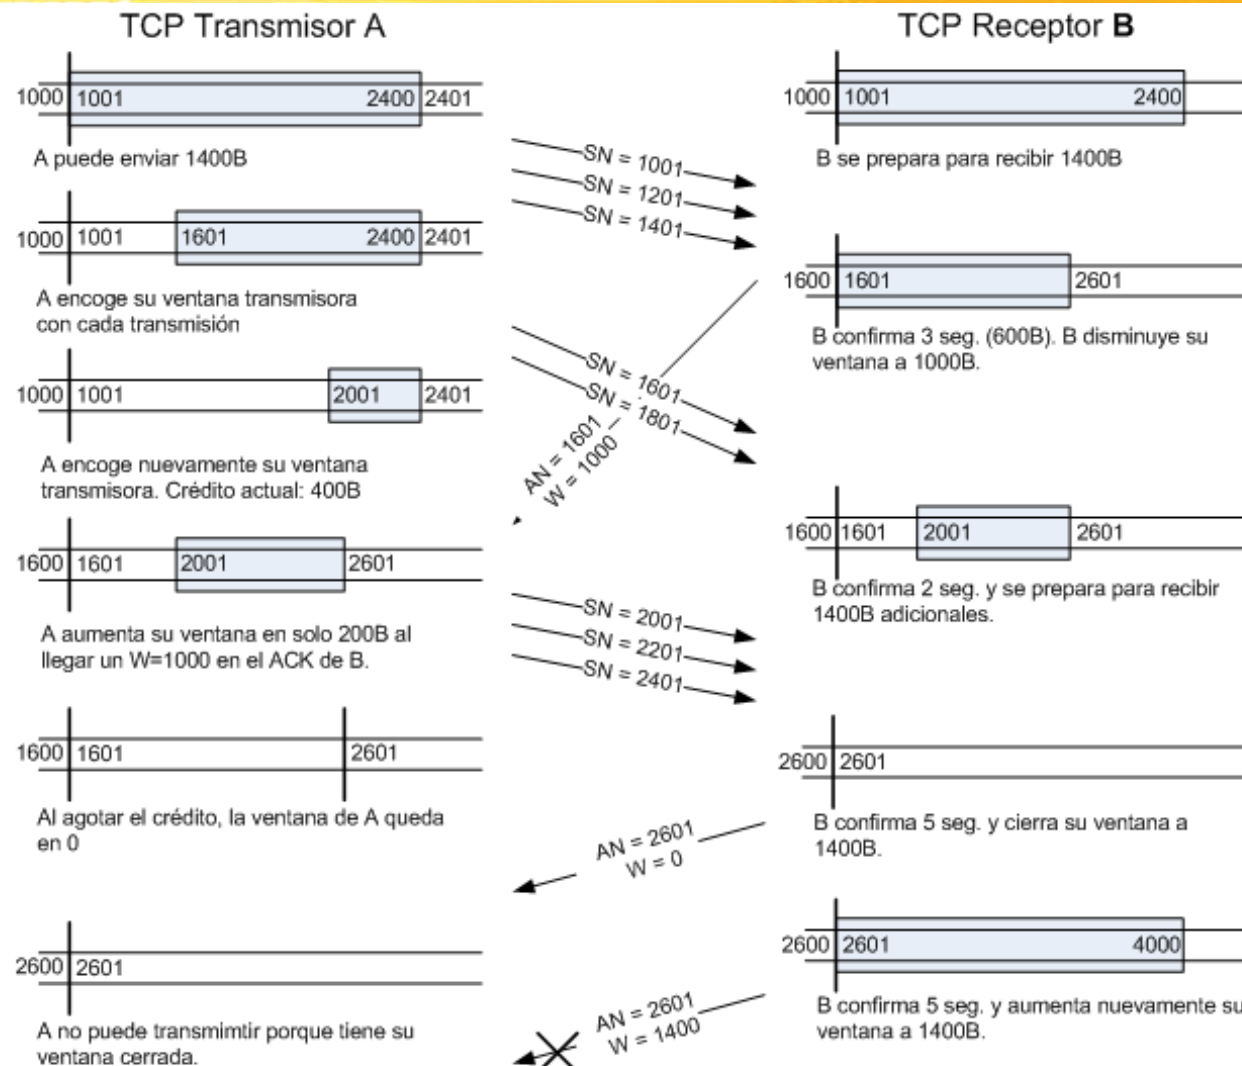 TCP Transmisor A
TCP Receptor B
1000 1001 2400 2401
A puede enviar 1400B
1000 1001 2400
B se prepara para recibir 1400B
SN = 1001
SN = 1201
SN = 1401
1000 1001 1601 2400 2401
A encoge su ventana transmisora
con cada transmisión
1600 1601 2601
B confirma 3 seg. (600B). B disminuye su
ventana a 1000B.
SN = 1601
SN = 1801
AN = 1601
W = 1000
1000 1001 2001 2401
A encoge nuevamente su ventana
transmisora. Crédito actual: 400B
1600 1601 2001 2601
B confirma 2 seg. y se prepara para recibir
1400B adicionales.
1600 1601 2001 2601
A aumenta su ventana en solo 200B al
llegar un W=1000 en el ACK de B.
SN = 2001
SN = 2201
SN = 2401
1600 1601 2601
Al agotar el crédito, la ventana de A queda
en 0
2600 2601
B confirma 5 seg. y cierra su ventana a
1400B.
AN = 2601
W = 0
2600 2601
A no puede transmimtir porque tiene su
ventana cerrada.
2600 2601 4000
B confirma 5 seg. y aumenta nuevamente su
ventana a 1400B.
AN = 2601
W = 1400